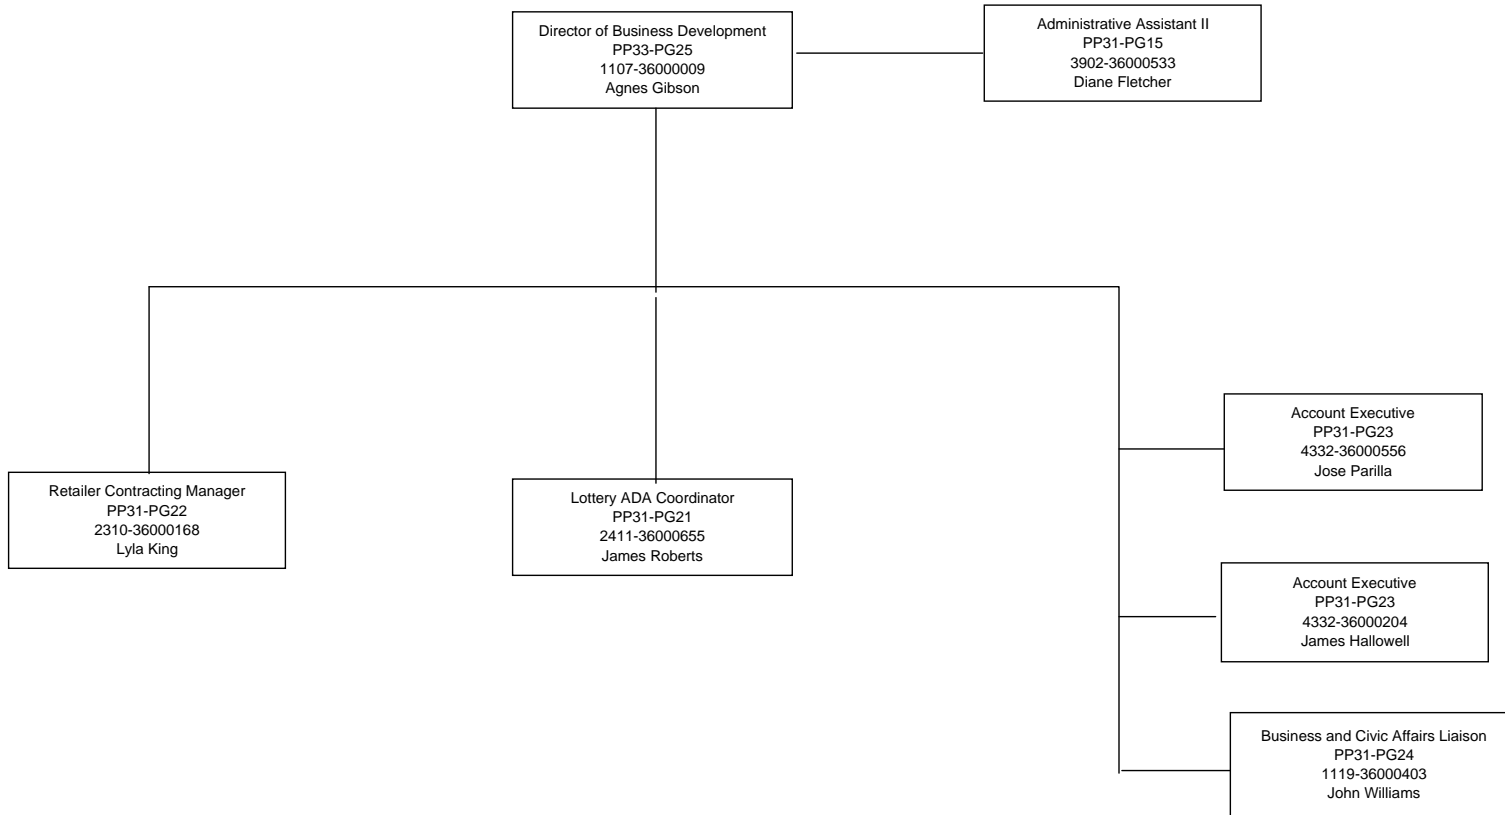 Director of Business Development
PP33-PG25
1107-36000009
Agnes Gibson
Administrative Assistant II
PP31-PG15
3902-36000533
Diane Fletcher
Retailer Contracting Manager
PP31-PG22
2310-36000168
Lyla King
Lottery ADA Coordinator
PP31-PG21
2411-36000655
James Roberts
Account Executive
PP31-PG23
4332-36000556
Jose Parilla
Account Executive
PP31-PG23
4332-36000204
James Hallowell
Business and Civic Affairs Liaison
PP31-PG24
1119-36000403
John Williams